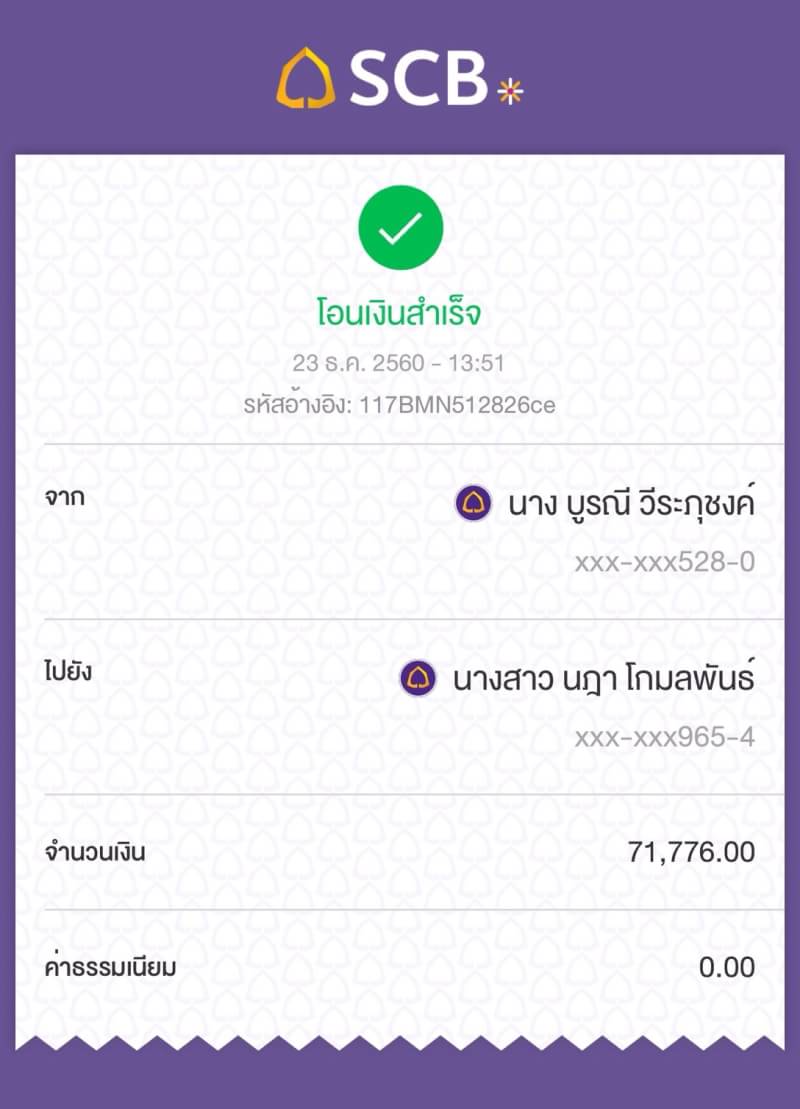 SCB
โอนเงินสำเร็จ
23 ธ.ค. 2560 - 13:51
รหัสอ้างอิง: 117BMN512826ce
จาก
นาง บูรณี วีระภุชงค์
xxx-xxx528-0
ไปยัง
นางสาว นฎา โกมลพันธ์
xxx-xxx965-4
จำนวนเงิน 71,776.00
ค่าธรรมเนียม 0.00